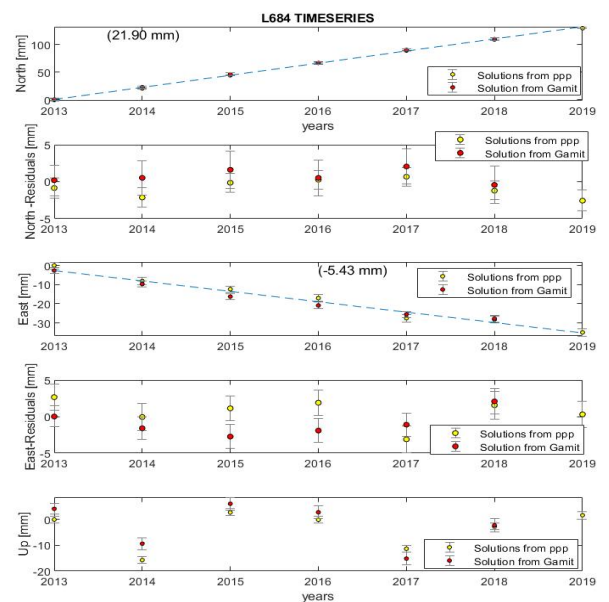 L684 TIMESERIES
North [mm]
100
50
0
(21.90 mm)
Solutions from ppp
Solution from Gamit
2013 2014 2015 2016 2017 2018 2019
years
North -Residuals [mm]
5
0
-5
Solutions from ppp
Solution from Gamit
2013 2014 2015 2016 2017 2018 2019
East [mm]
0
-10
-20
-30
(-5.43 mm)
Solutions from ppp
Solution from Gamit
2013 2014 2015 2016 2017 2018 2019
East-Residuals [mm]
5
0
-5
Solutions from ppp
Solution from Gamit
2013 2014 2015 2016 2017 2018 2019
Up [mm]
0
-10
-20
Solutions from ppp
Solution from Gamit
2013 2014 2015 2016 2017 2018 2019
years